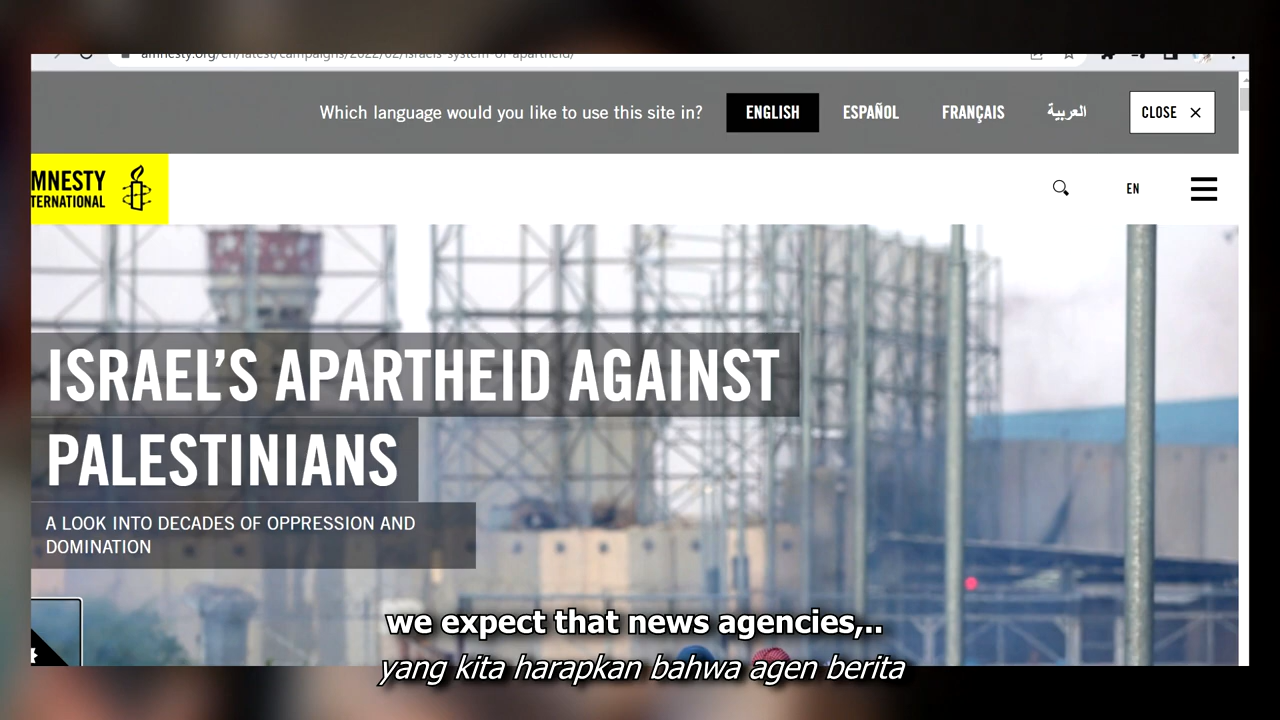 amnesty.org/en/latest/campaigns/2022/02/israels-system-of-apartheid/
Which language would you like to use this site in? ENGLISH ESPAÑOL FRANÇAIS العربية CLOSE ×
MNESTY
TERNATIONAL
EN
ISRAEL’S APARTHEID AGAINST
PALESTINIANS
A LOOK INTO DECADES OF OPPRESSION AND
DOMINATION
we expect that news agencies,..
yang kita harapkan bahwa agen berita